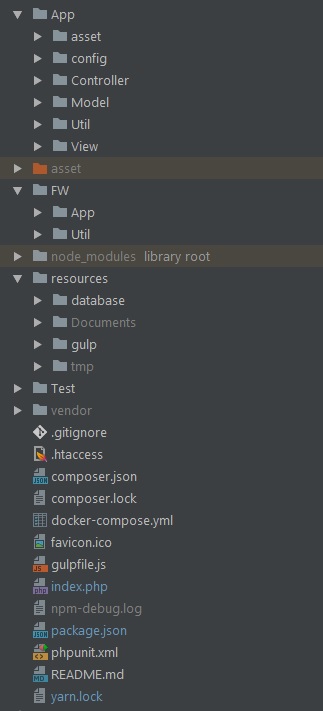 App
asset
config
Controller
Model
Util
View
asset
FW
App
Util
node_modules library root
resources
database
Documents
gulp
tmp
Test
vendor
.gitignore
.htaccess
composer.json
composer.lock
docker-compose.yml
favicon.ico
gulpfile.js
index.php
npm-debug.log
package.json
phpunit.xml
README.md
yarn.lock